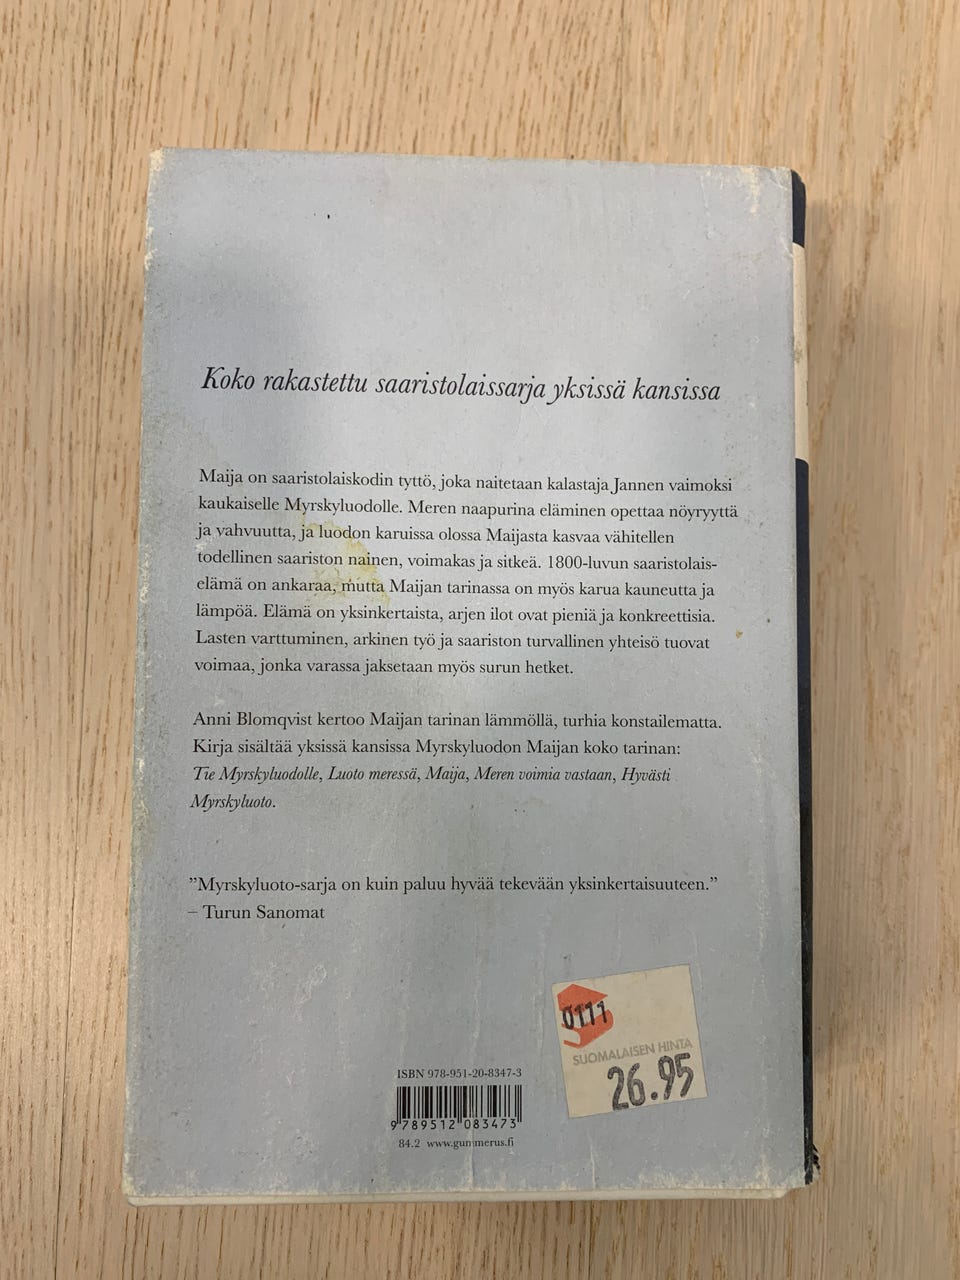 Koko rakastettu saaristolaissarja yksissä kansissa
Maija on saaristolaiskodin tyttö, joka naitetaan kalastaja Jannen vaimoksi
kaukaiselle Myrskyluodolle. Meren naapurina eläminen opettaa nöyryyttä
ja vahvuutta, ja luodon karuissa olossa Maijasta kasvaa vähitellen
todellinen saariston nainen, voimakas ja sitkeä. 1800-luvun saaristolais-
elämä on ankaraa, mutta Maijan tarinassa on myös karua kauneutta ja
lämpöä. Elämä on yksinkertaista, arjen ilot ovat pieniä ja konkreettisia.
Lasten varttuminen, arkinen työ ja saariston turvallinen yhteisö tuovat
voimaa, jonka varassa jaksetaan myös surun hetket.
Anni Blomqvist kertoo Maijan tarinan lämmöllä, turhia konstailematta.
Kirja sisältää yksissä kansissa Myrskyluodon Maijan koko tarinan:
Tie Myrskyluodolle, Luoto meressä, Maija, Meren voimia vastaan, Hyvästi
Myrskyluoto.
”Myrskyluoto-sarja on kuin paluu hyvää tekevään yksinkertaisuuteen.”
– Turun Sanomat
0111
SUOMALAISEN HINTA
26.95
ISBN 978-951-20-8347-3
9 789512 083473
84.2 www.gummerus.fi